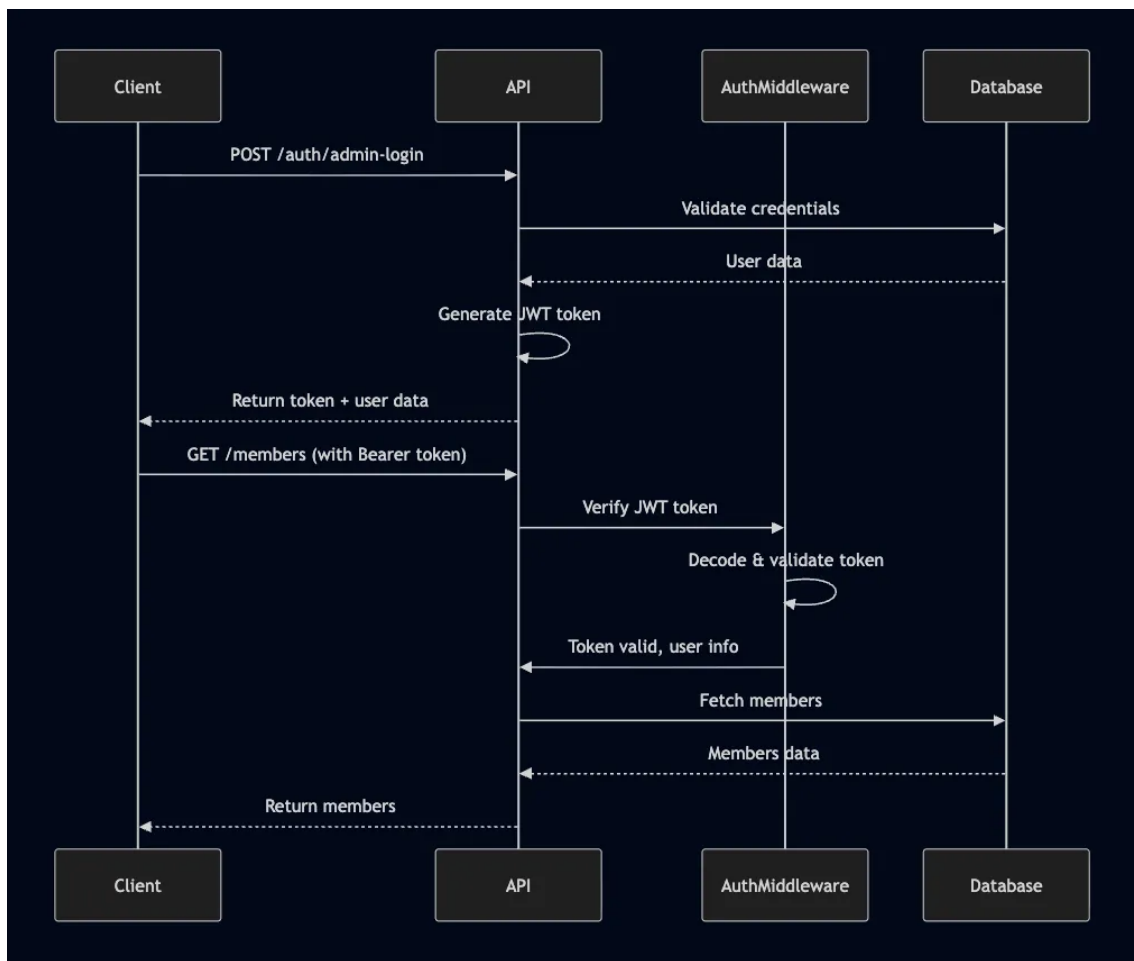 Client API AuthMiddleware Database
POST /auth/admin-login
Validate credentials
User data
Generate JWT token
Return token + user data
GET /members (with Bearer token)
Verify JWT token
Decode & validate token
Token valid, user info
Fetch members
Members data
Return members
Client API AuthMiddleware Database